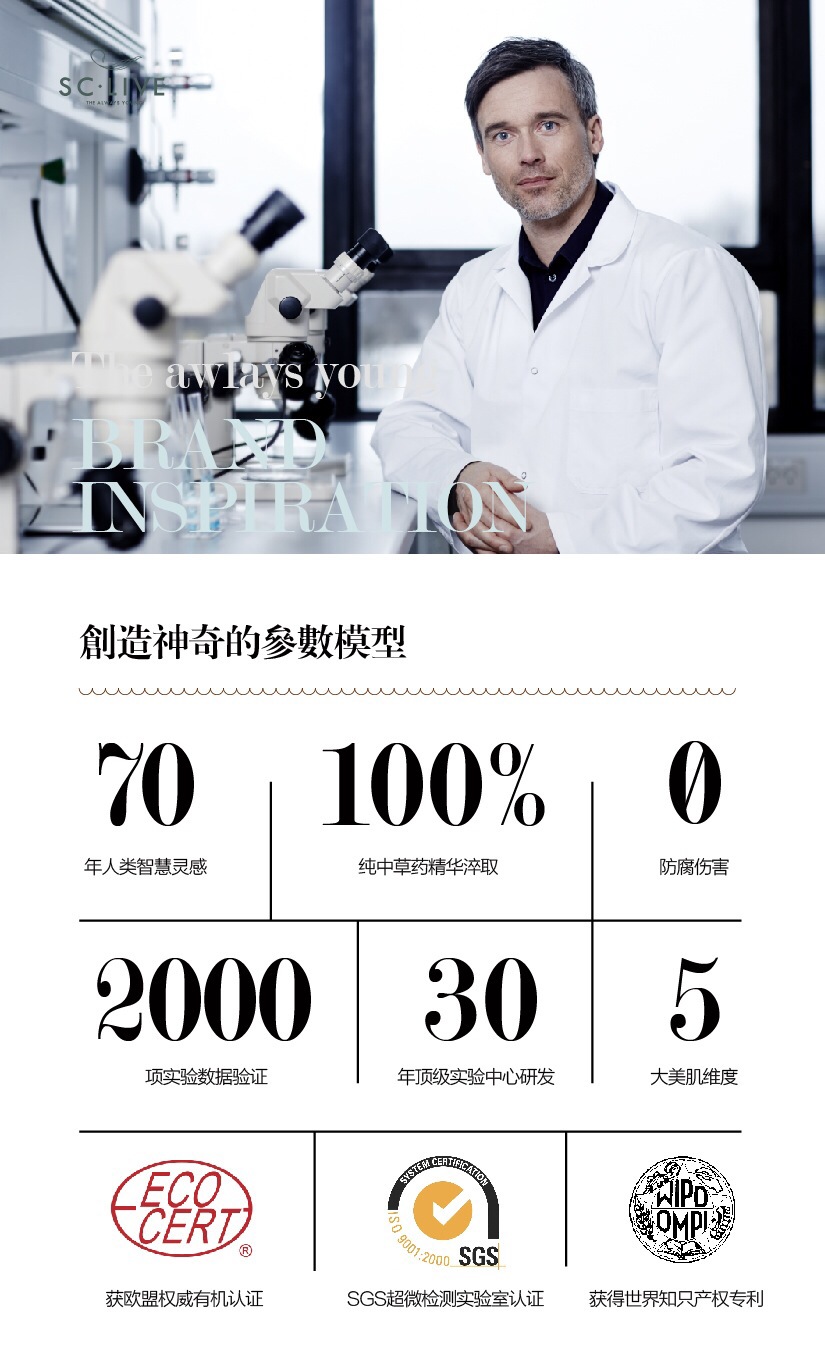 SC·LIVE
THE ALWAYS YO
The awlays young
BRAND
INSPIRATION
創造神奇的參數模型
70
年人类智慧灵感
100%
纯中草药精华淬取
0
防腐伤害
2000
项实验数据验证
30
年顶级实验中心研发
5
大美肌维度
ECO
CERT
®
获欧盟权威有机认证
SYSTEM CERTIFICATION
ISO 9001:2000
SGS
SGS超微检测实验室认证
WIPO
OMPI
获得世界知只产权专利